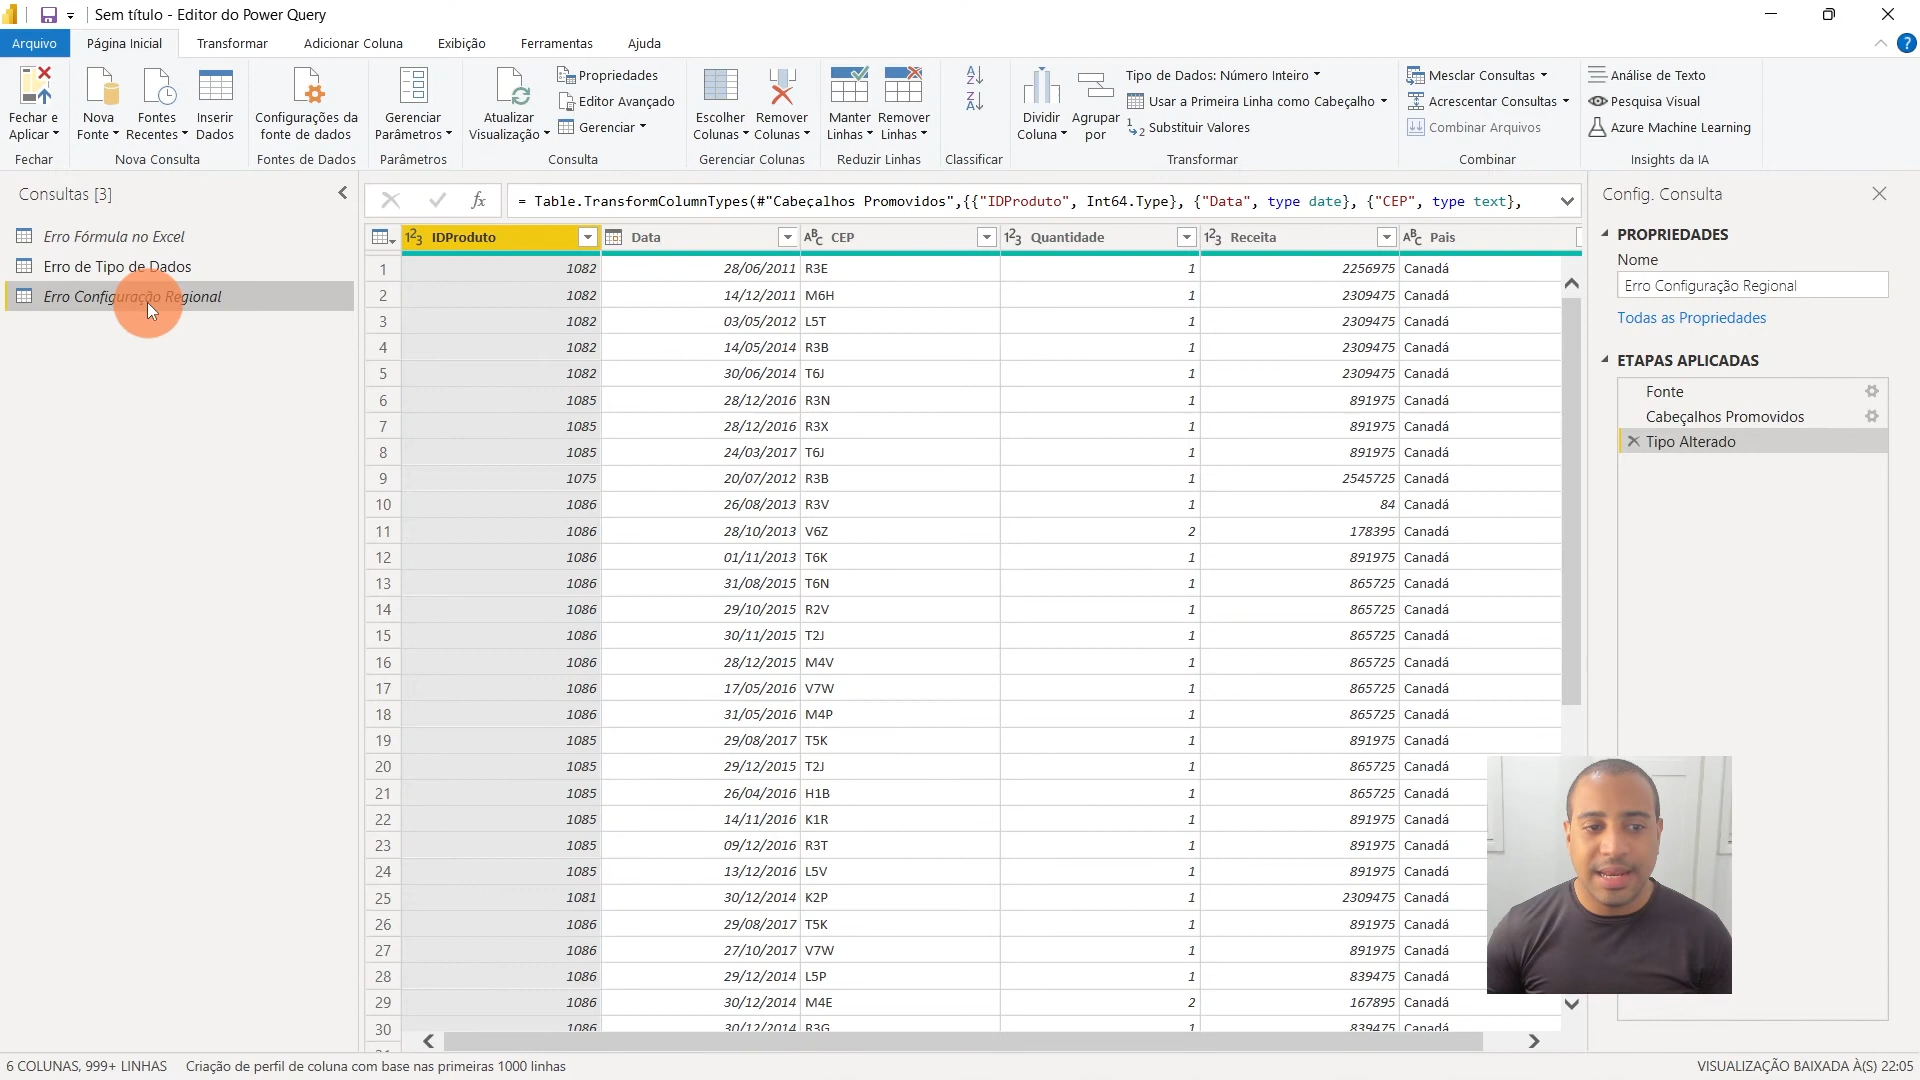 Sem título - Editor do Power Query
Arquivo Página Inicial Transformar Adicionar Coluna Exibição Ferramentas Ajuda
Fechar e Aplicar
Nova Fonte
Fontes Recentes
Inserir Dados
Configurações da fonte de dados
Gerenciar Parâmetros
Atualizar Visualização
Propriedades
Editor Avançado
Gerenciar
Escolher Colunas
Remover Colunas
Manter Linhas
Remover Linhas
Dividir Coluna
Agrupar por
Tipo de Dados: Número Inteiro
Usar a Primeira Linha como Cabeçalho
Substituir Valores
Mesclar Consultas
Acrescentar Consultas
Combinar Arquivos
Análise de Texto
Pesquisa Visual
Azure Machine Learning
Fechar Nova Consulta Fontes de Dados Parâmetros Consulta Gerenciar Colunas Reduzir Linhas Classificar Transformar Combinar Insights da IA
Consultas [3]
Erro Fórmula no Excel
Erro de Tipo de Dados
Erro Configuração Regional
= Table.TransformColumnTypes(#"Cabeçalhos Promovidos",{{"IDProduto", Int64.Type}, {"Data", type date}, {"CEP", type text},
IDProduto Data CEP Quantidade Receita Pais
1 1082 28/06/2011 R3E 1 2256975 Canadá
2 1082 14/12/2011 M6H 1 2309475 Canadá
3 1082 03/05/2012 L5T 1 2309475 Canadá
4 1082 14/05/2014 R3B 1 2309475 Canadá
5 1082 30/06/2014 T6J 1 2309475 Canadá
6 1085 28/12/2016 R3N 1 891975 Canadá
7 1085 28/12/2016 R3X 1 891975 Canadá
8 1085 24/03/2017 T6J 1 891975 Canadá
9 1075 20/07/2012 R3B 1 2545725 Canadá
10 1086 26/08/2013 R3V 1 84 Canadá
11 1086 28/10/2013 V6Z 2 178395 Canadá
12 1086 01/11/2013 T6K 1 891975 Canadá
13 1086 31/08/2015 T6N 1 865725 Canadá
14 1086 29/10/2015 R2V 1 865725 Canadá
15 1086 30/11/2015 T2J 1 865725 Canadá
16 1086 28/12/2015 M4V 1 865725 Canadá
17 1086 17/05/2016 V7W 1 865725 Canadá
18 1086 31/05/2016 M4P 1 865725 Canadá
19 1085 29/08/2017 T5K 1 891975 Canadá
20 1085 29/12/2015 T2J 1 865725 Canadá
21 1085 26/04/2016 H1B 1 865725 Canadá
22 1085 14/11/2016 K1R 1 891975 Canadá
23 1085 09/12/2016 R3T 1 891975 Canadá
24 1085 13/12/2016 L5V 1 891975 Canadá
25 1081 30/12/2014 K2P 1 2309475 Canadá
26 1086 29/08/2017 T5K 1 891975 Canadá
27 1086 27/10/2017 V7W 1 891975 Canadá
28 1086 29/12/2014 L5P 1 839475 Canadá
29 1086 30/12/2014 M4E 2 167895 Canadá
30 1086 30/12/2014 R3G 1 839475 Canadá
Config. Consulta
PROPRIEDADES
Nome
Erro Configuração Regional
Todas as Propriedades
ETAPAS APLICADAS
Fonte
Cabeçalhos Promovidos
Tipo Alterado
6 COLUNAS, 999+ LINHAS Criação de perfil de coluna com base nas primeiras 1000 linhas VISUALIZAÇÃO BAIXADA À(S) 22:05